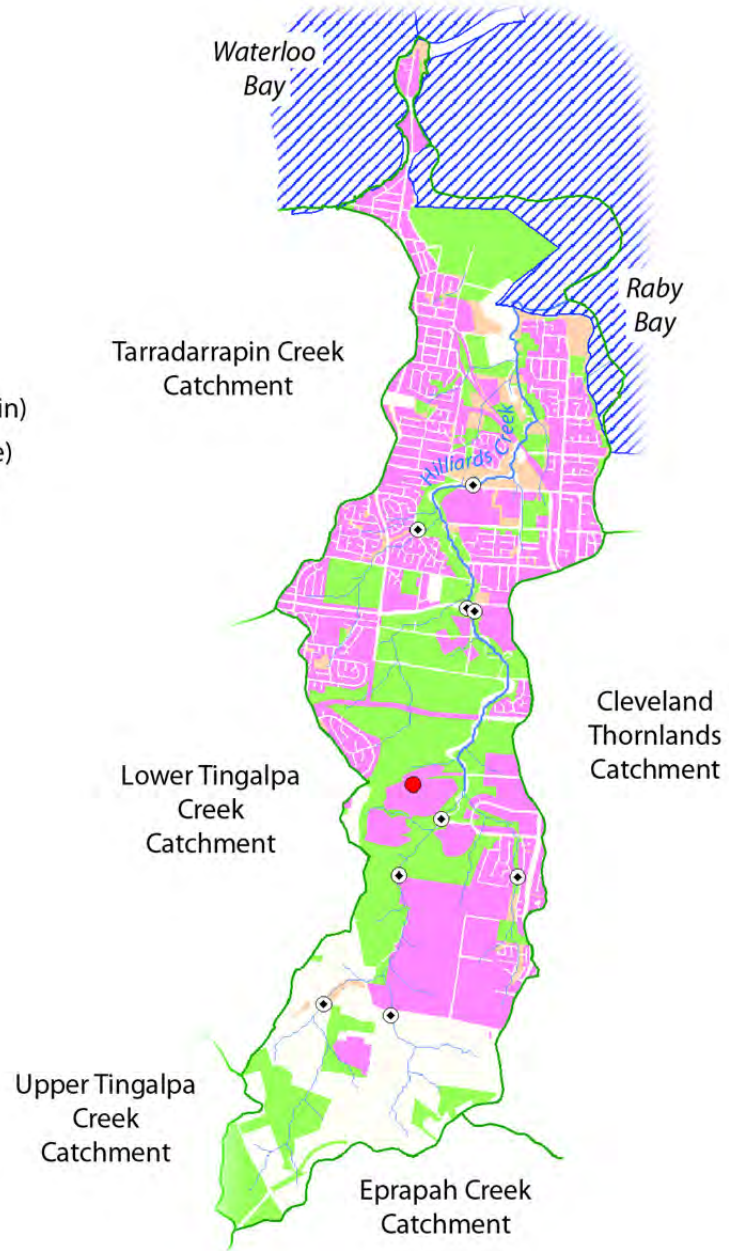 Waterloo
Bay
Raby
Bay
Tarradarrapin Creek
Catchment
in)
e)
Hilliards Creek
Cleveland
Thornlands
Catchment
Lower Tingalpa
Creek
Catchment
Upper Tingalpa
Creek
Catchment
Eprapah Creek
Catchment